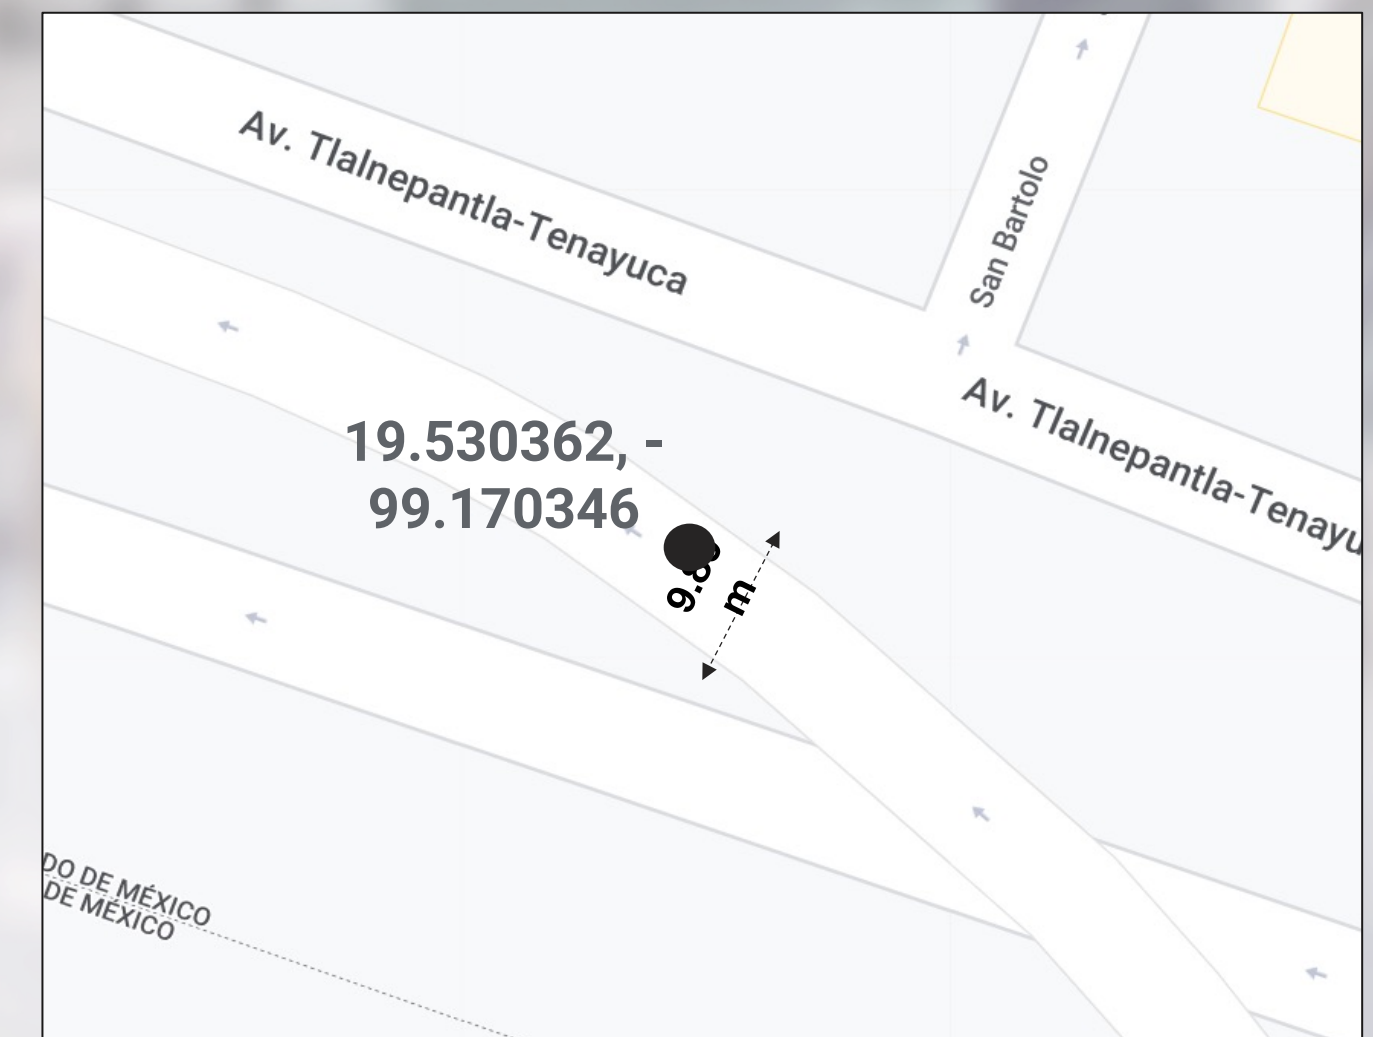 Av. Tlalnepantla-Tenayuca
San Bartolo
Av. Tlalnepantla-Tenayu
19.530362, -
99.170346
m
DO DE MÉXICO
DE MÉXICO